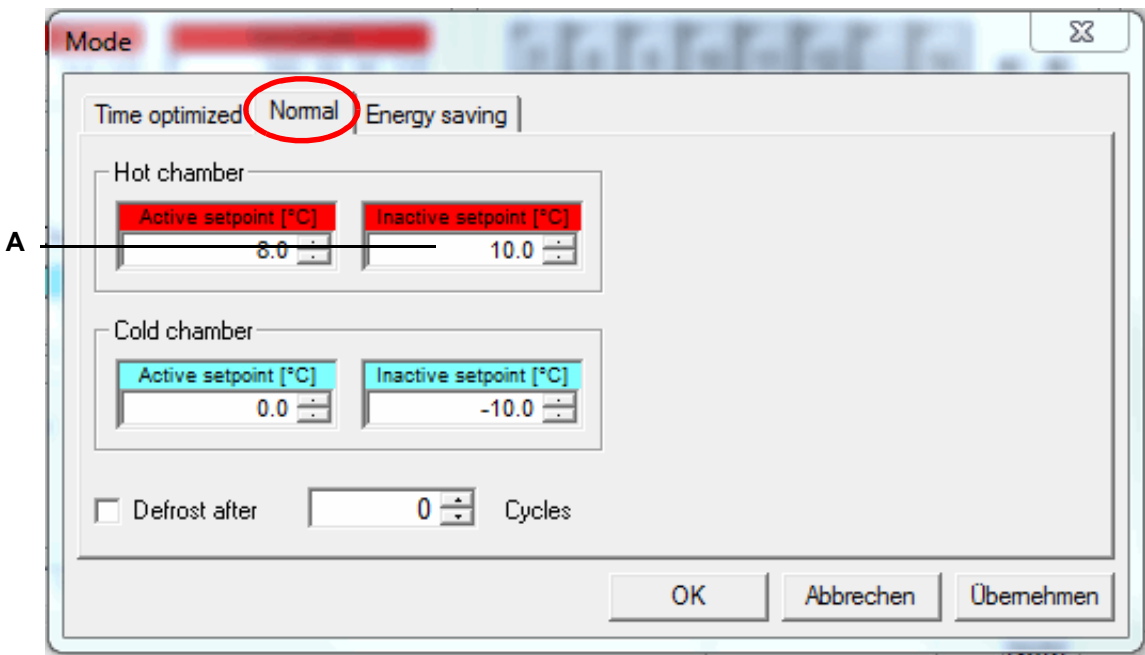 Mode
Time optimized Normal Energy saving
Hot chamber
Active setpoint [°C] Inactive setpoint [°C]
A 8.0 10.0
Cold chamber
Active setpoint [°C] Inactive setpoint [°C]
0.0 -10.0
Defrost after 0 Cycles
OK Abbrechen Übernehmen